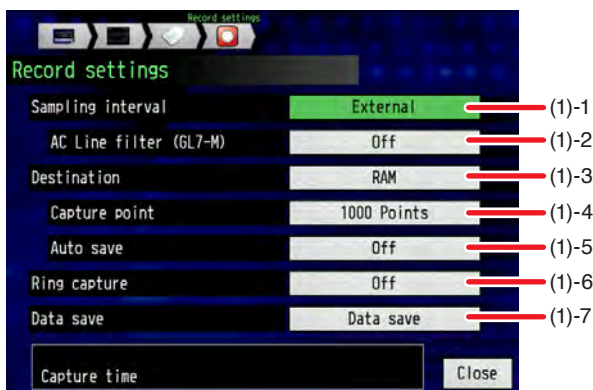 Record settings
Record settings
Sampling interval External (1)-1
AC Line filter (GL7-M) Off (1)-2
Destination RAM (1)-3
Capture point 1000 Points (1)-4
Auto save Off (1)-5
Ring capture Off (1)-6
Data save Data save (1)-7
Capture time Close